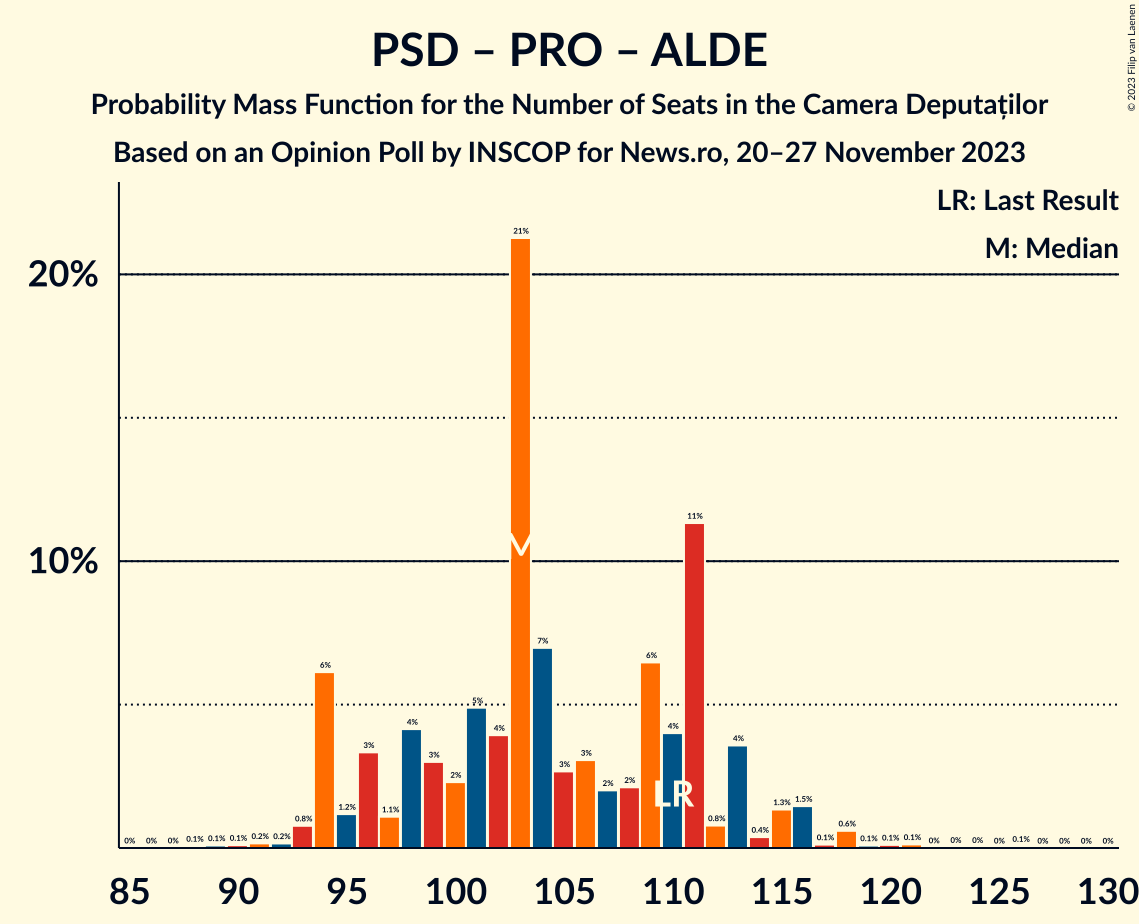 PSD – PRO – ALDE
Probability Mass Function for the Number of Seats in the Camera Deputaților
Based on an Opinion Poll by INSCOP for News.ro, 20–27 November 2023
© 2023 Filip van Laenen
LR: Last Result
M: Median
20%
10%
0% 0% 0% 0.1% 0.1% 0.1% 0.2% 0.2% 0.8% 6% 1.2% 3% 1.1% 4% 3% 2% 5% 4% 21% 7% 3% 3% 2% 2% 6% 4% 11% 0.8% 4% 0.4% 1.3% 1.5% 0.1% 0.6% 0.1% 0.1% 0.1% 0% 0% 0% 0% 0.1% 0% 0% 0% 0%
M
LR
85 90 95 100 105 110 115 120 125 130